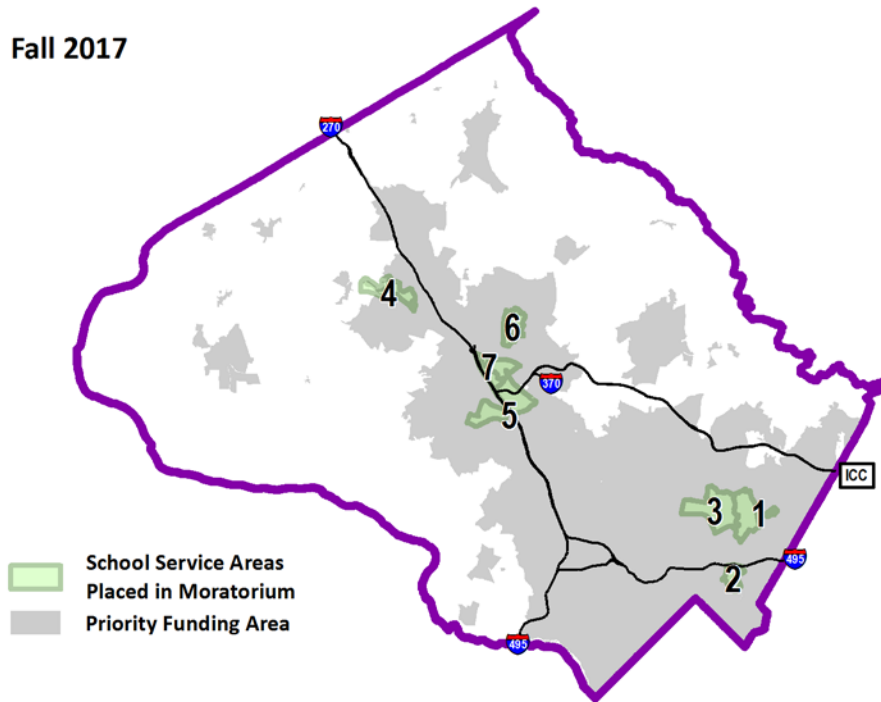 Fall 2017
270
4
6
7
370
5
ICC
3
1
495
2
495
School Service Areas
Placed in Moratorium
Priority Funding Area